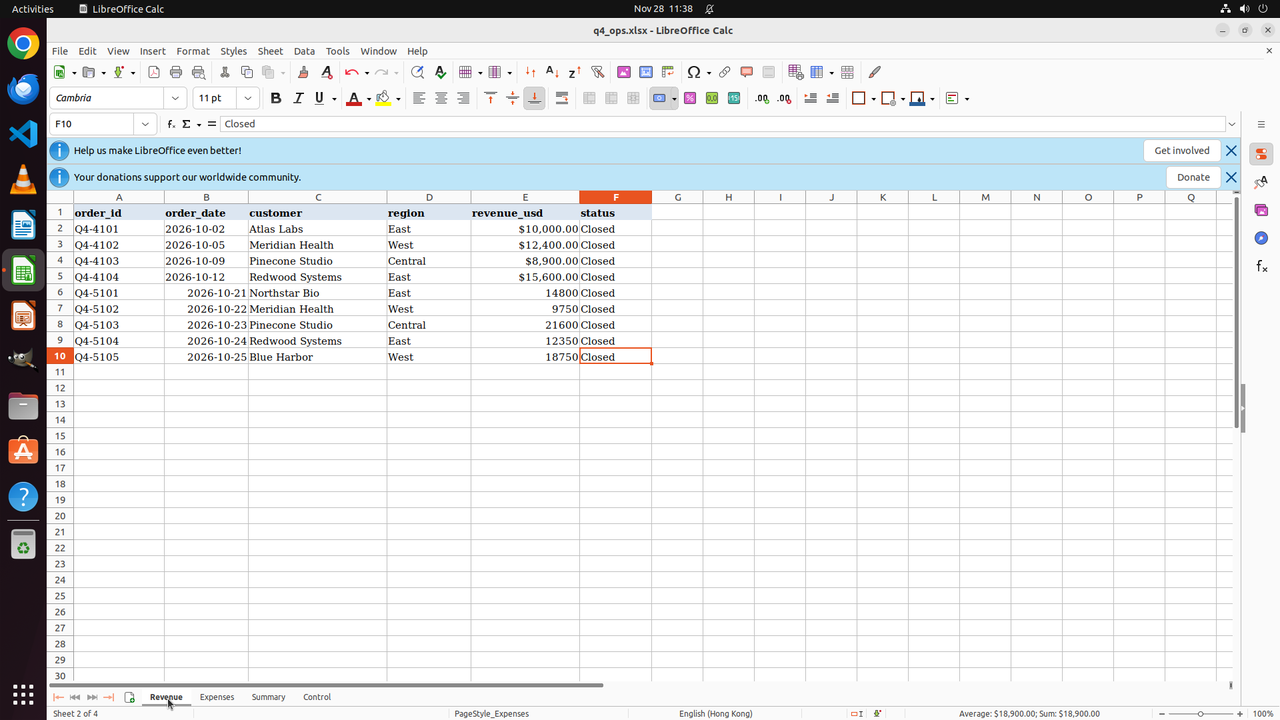 Activities LibreOffice Calc Nov 28 11:38
q4_ops.xlsx - LibreOffice Calc
File Edit View Insert Format Styles Sheet Data Tools Window Help
Cambria 11 pt
F10 Closed
Help us make LibreOffice even better! Get involved
Your donations support our worldwide community. Donate
A B C D E F G H I J K L M N O P Q
1 order_id order_date customer region revenue_usd status
2 Q4-4101 2026-10-02 Atlas Labs East $10,000.00 Closed
3 Q4-4102 2026-10-05 Meridian Health West $12,400.00 Closed
4 Q4-4103 2026-10-09 Pinecone Studio Central $8,900.00 Closed
5 Q4-4104 2026-10-12 Redwood Systems East $15,600.00 Closed
6 Q4-5101 2026-10-21 Northstar Bio East 14800 Closed
7 Q4-5102 2026-10-22 Meridian Health West 9750 Closed
8 Q4-5103 2026-10-23 Pinecone Studio Central 21600 Closed
9 Q4-5104 2026-10-24 Redwood Systems East 12350 Closed
10 Q4-5105 2026-10-25 Blue Harbor West 18750 Closed
11
12
13
14
15
16
17
18
19
20
21
22
23
24
25
26
27
28
29
30
Revenue Expenses Summary Control
Sheet 2 of 4 PageStyle_Expenses English (Hong Kong) Average: $18,900.00; Sum: $18,900.00 100%